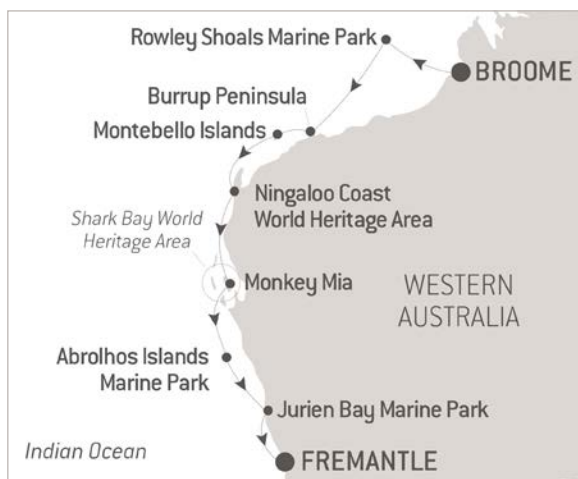 Rowley Shoals Marine Park
BROOME
Burrup Peninsula
Montebello Islands
Ningaloo Coast
World Heritage Area
Shark Bay World
Heritage Area
Monkey Mia
WESTERN
AUSTRALIA
Abrolhos Islands
Marine Park
Jurien Bay Marine Park
Indian Ocean
FREMANTLE